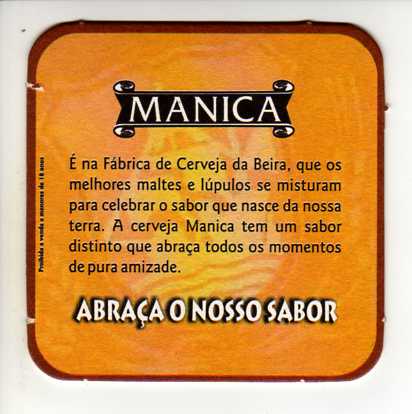 MANICA
É na Fábrica de Cerveja da Beira, que os
melhores maltes e lúpulos se misturam
para celebrar o sabor que nasce da nossa
terra. A cerveja Manica tem um sabor
distinto que abraça todos os momentos
de pura amizade.
ABRAÇA O NOSSO SABOR
Proibida a venda a menores de 18 anos